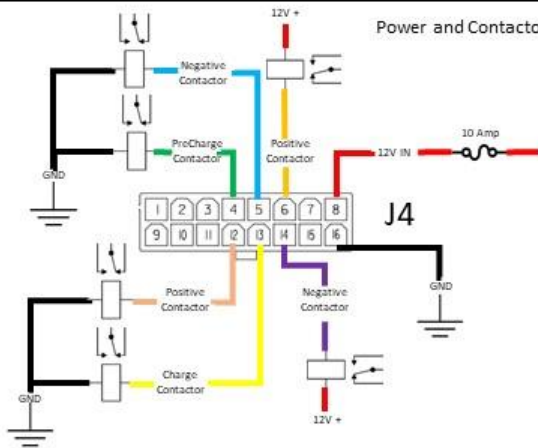 12V +
Power and Contacto
Negative
Contactor
10 Amp
PreCharge
Contactor
Positive
Contactor
12V IN
GND
1 2 3 4 5 6 7 8
J4
9 10 11 12 13 14 15 16
Positive
Contactor
Negative
Contactor
GND
Charge
Contactor
GND
12V +